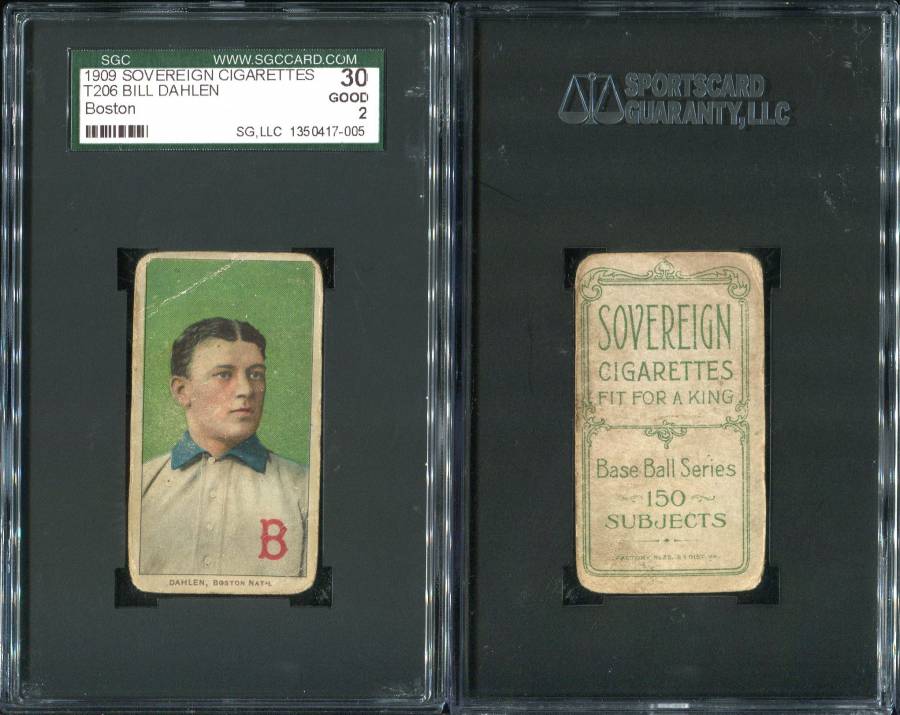 SGC WWW.SGCCARD.COM
1909 SOVEREIGN CIGARETTES 30
T206 BILL DAHLEN GOOD
Boston 2
SG,LLC 1350417-005
B
DAHLEN, BOSTON NAT'L
SPORTSCARD
GUARANTY, LLC
SOVEREIGN
CIGARETTES
FIT FOR A KING
Base Ball Series
150
SUBJECTS
FACTORY